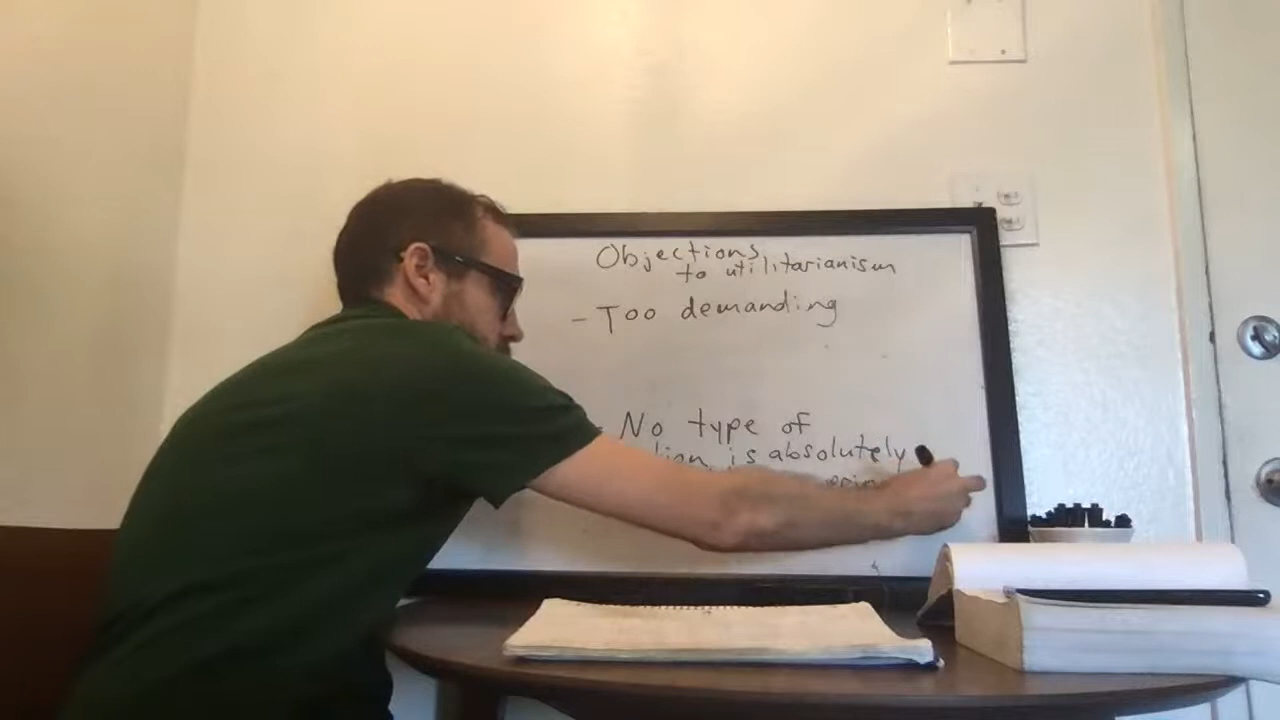 Objections
to utilitarianism
- Too demanding
No type of
is absolutely